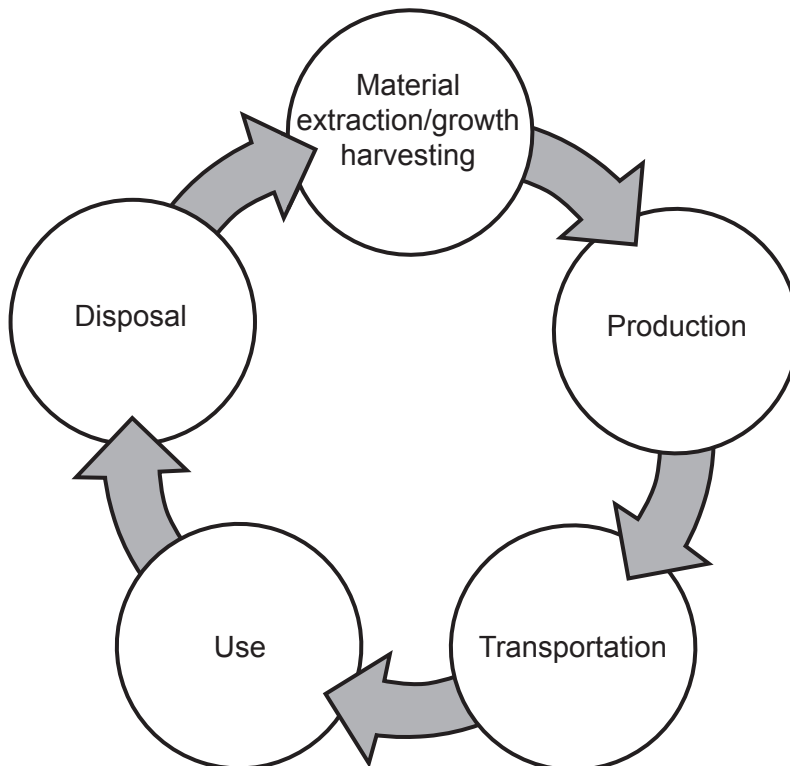 Material
extraction/growth
harvesting
Production
Transportation
Use
Disposal